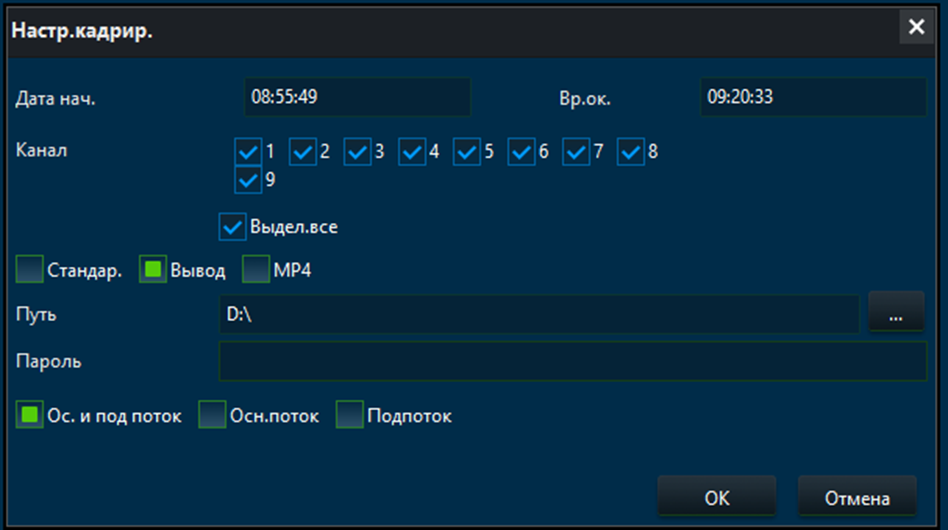 Настр.кадрир.
Дата нач. 08:55:49 Вр.ок. 09:20:33
Канал 1 2 3 4 5 6 7 8
9
Выдел.все
Стандар. Вывод MP4
Путь D:\ ...
Пароль
Ос. и под поток Осн.поток Подпоток
OK Отмена